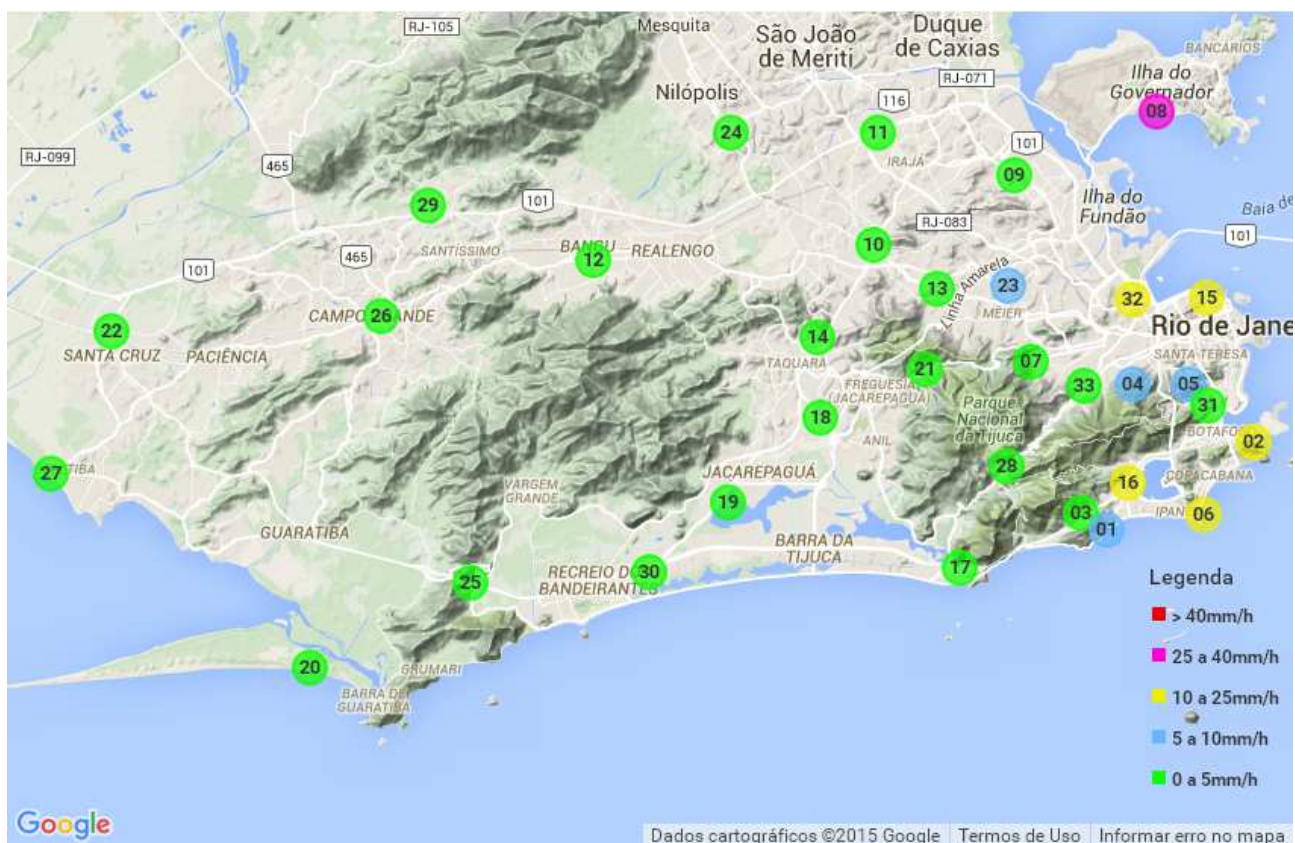 RJ-105
Mesquita
São João
de Meriti
Duque
de Caxias
BANCÁRIOS
Ilha do
Governador
RJ-071
Nilópolis
116
08
24
11
101
RJ-099
465
IRAJÁ
09
Ilha do
Fundão
29
101
Baía de
RJ-083
101
10
SANTÍSSIMO
BANGU
REALENGO
465
12
101
13
Linha Amarela
23
32
15
MEIER
26
CAMPO GRANDE
22
SANTA CRUZ
PACIÊNCIA
14
Rio de Jane
TAQUARA
SANTA TERESA
21
07
33
04
05
FREGUESIA
(JACAREPAGUÁ)
31
Parque
Nacional
da Tijuca
18
ANIL
BOTAFOG
02
27
TIBA
JACAREPAGUÁ
28
COPACABANA
16
VARGEM
GRANDE
19
03
06
IPAN
01
GUARATIBA
BARRA DA
TIJUCA
17
25
RECREIO DOS
BANDEIRANTES
30
20
GRUMARI
BARRA DE
GUARATIBA
Legenda
> 40mm/h
25 a 40mm/h
10 a 25mm/h
5 a 10mm/h
0 a 5mm/h
Google
Dados cartográficos ©2015 Google Termos de Uso Informar erro no mapa